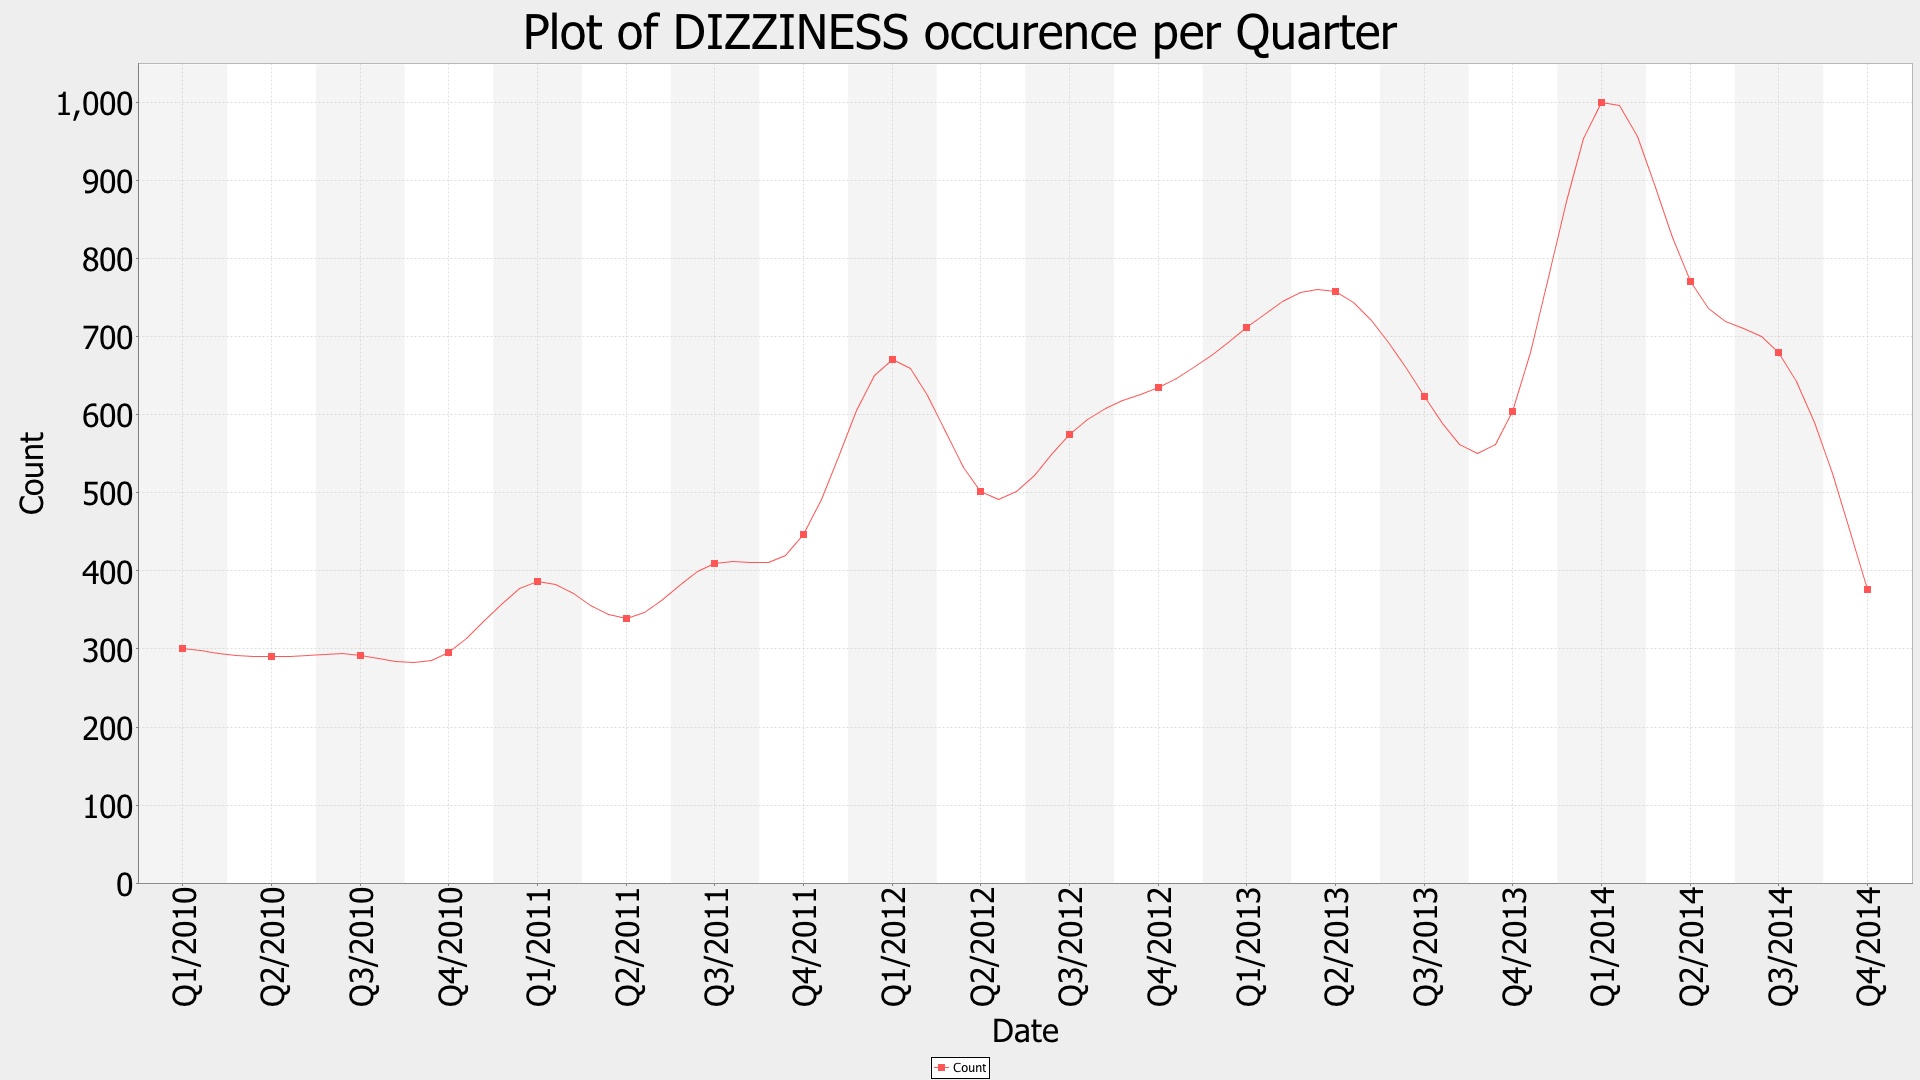 Plot of DIZZINESS occurence per Quarter
1,000
900
800
700
600
500
400
300
200
100
0
Count
Q1/2010
Q2/2010
Q3/2010
Q4/2010
Q1/2011
Q2/2011
Q3/2011
Q4/2011
Q1/2012
Q2/2012
Q3/2012
Q4/2012
Q1/2013
Q2/2013
Q3/2013
Q4/2013
Q1/2014
Q2/2014
Q3/2014
Q4/2014
Date
Count